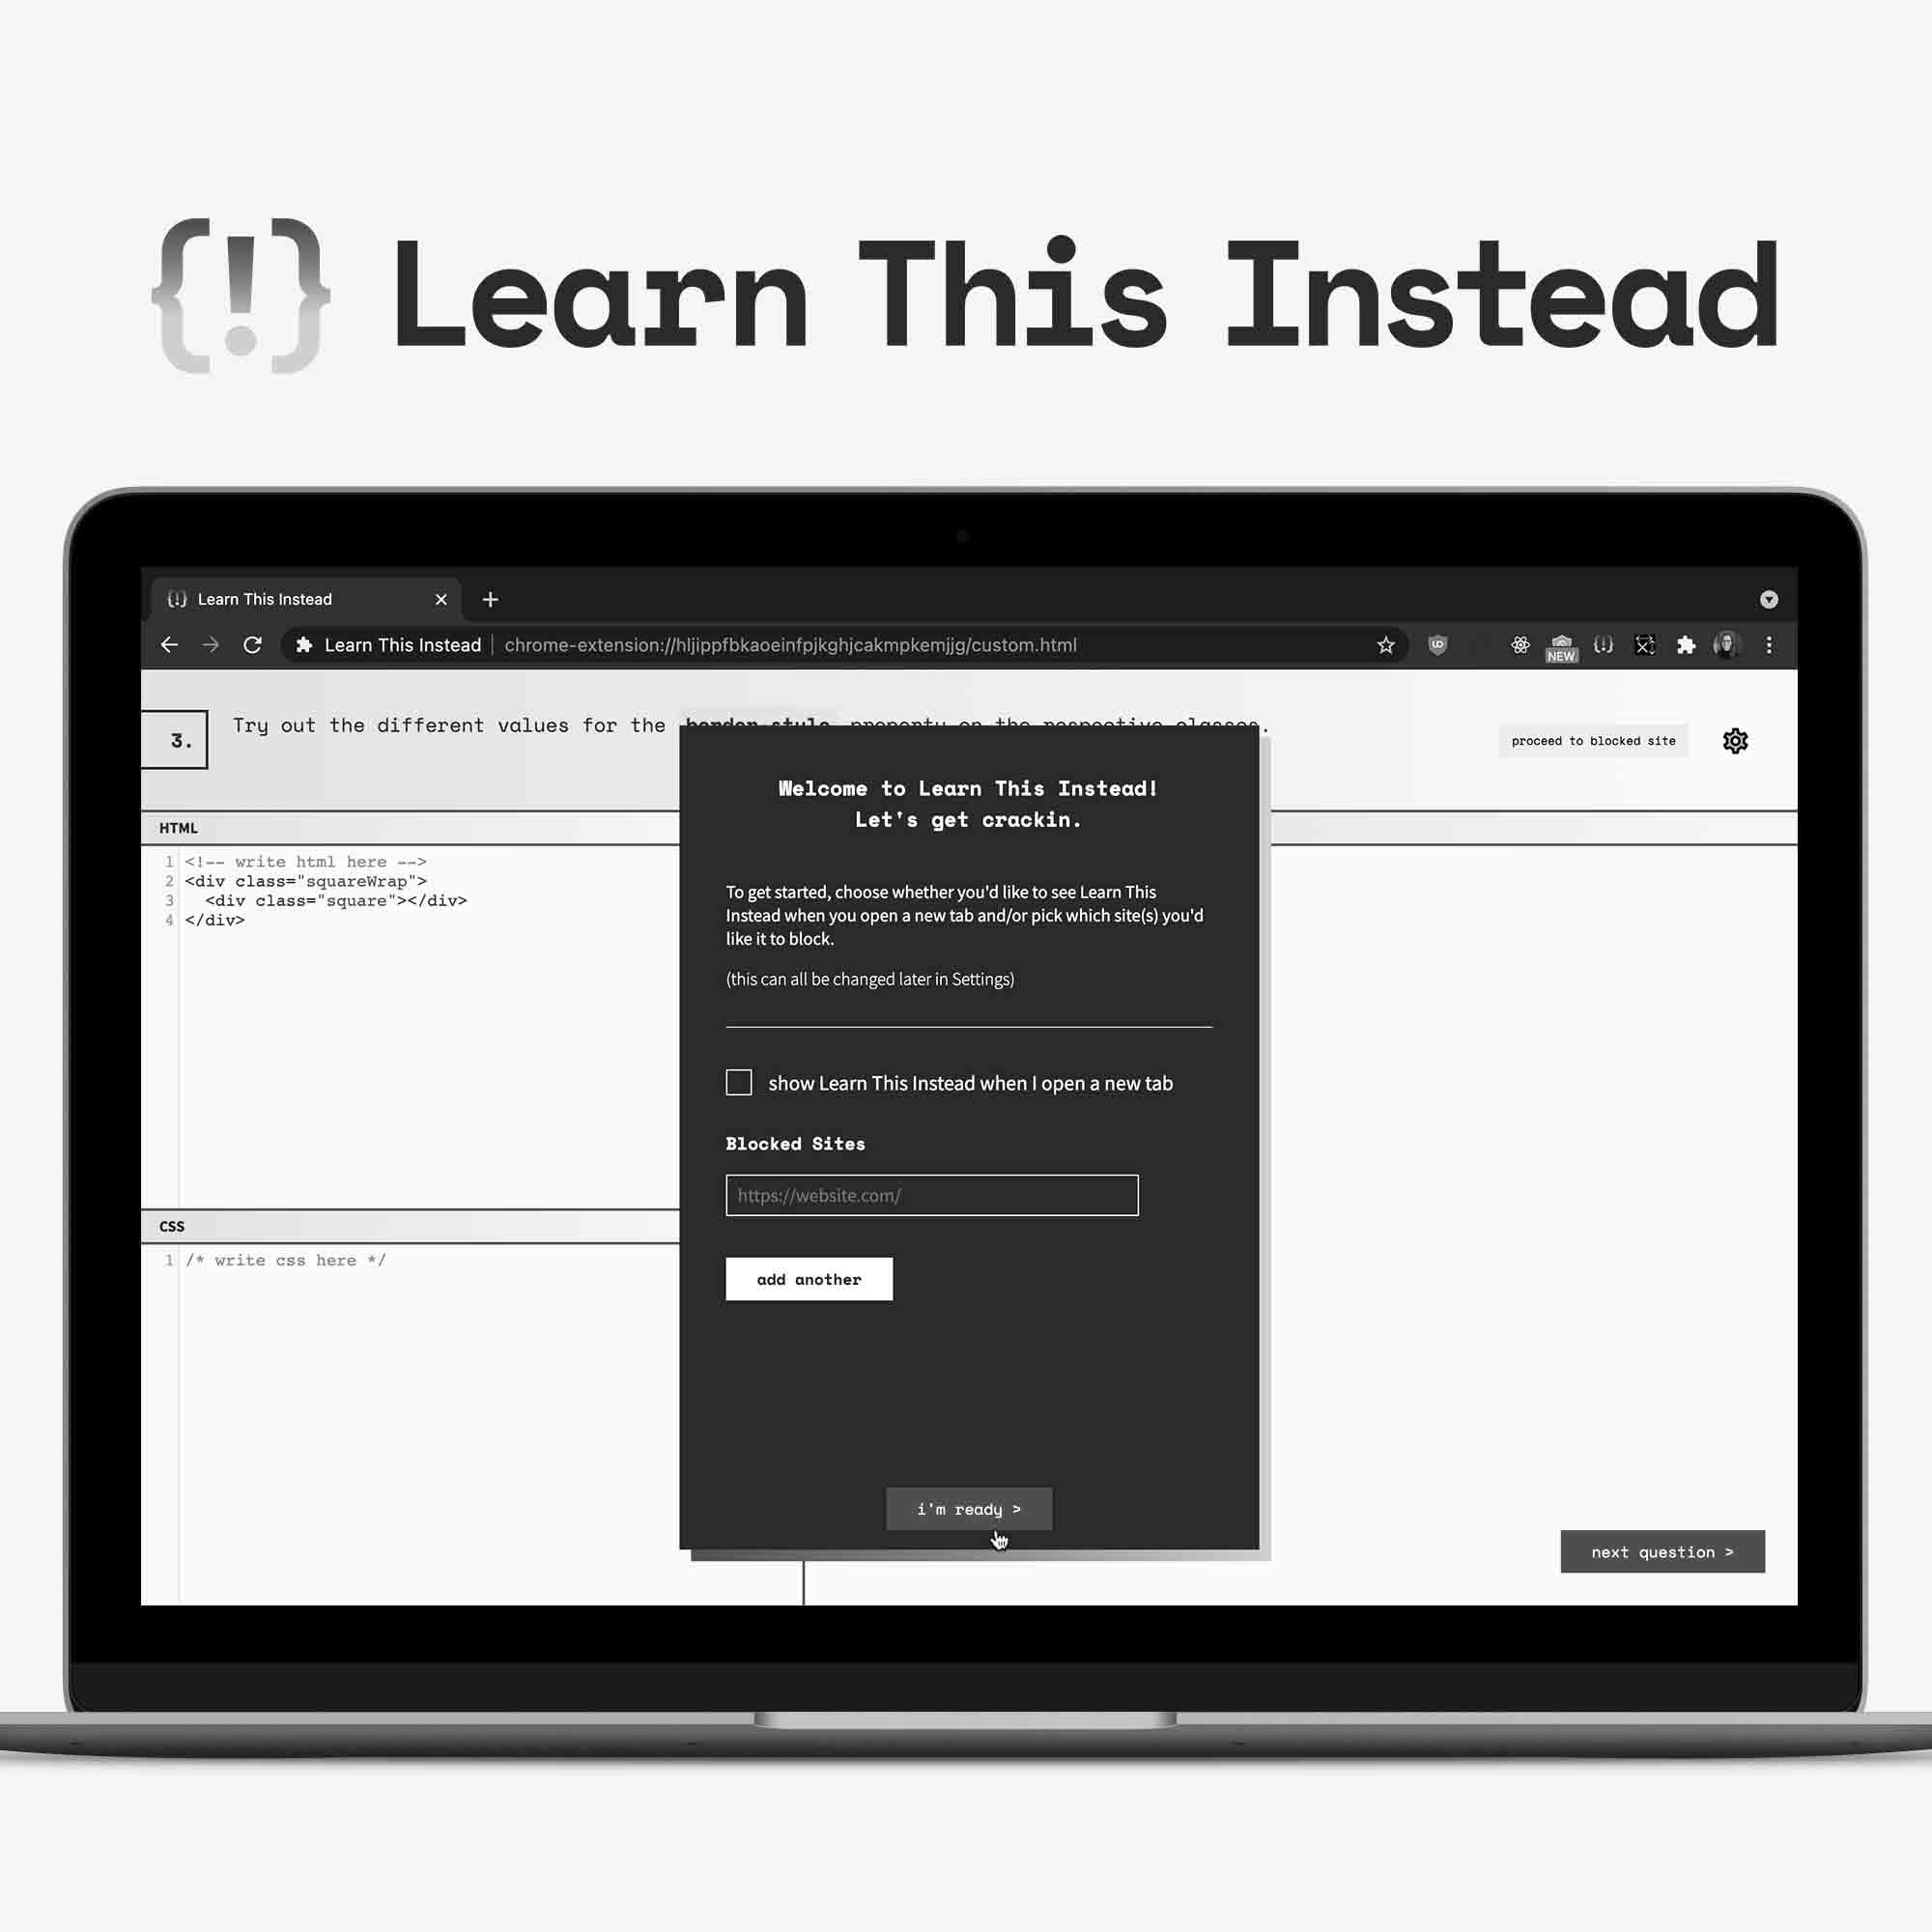 {!} Learn This Instead
{!} Learn This Instead
Learn This Instead | chrome-extension://hljippfbkaoeinfpjkghjcakmpkemjjg/custom.html
NEW {!}
3. Try out the different values for the border-style property on the respective classes.
proceed to blocked site
Welcome to Learn This Instead!
Let's get crackin.
HTML
1 <!-- write html here -->
2 <div class="squareWrap">
3 <div class="square"></div>
4 </div>
To get started, choose whether you'd like to see Learn This
Instead when you open a new tab and/or pick which site(s) you'd
like it to block.
(this can all be changed later in Settings)
show Learn This Instead when I open a new tab
Blocked Sites
https://website.com/
CSS
1 /* write css here */
add another
i'm ready >
next question >